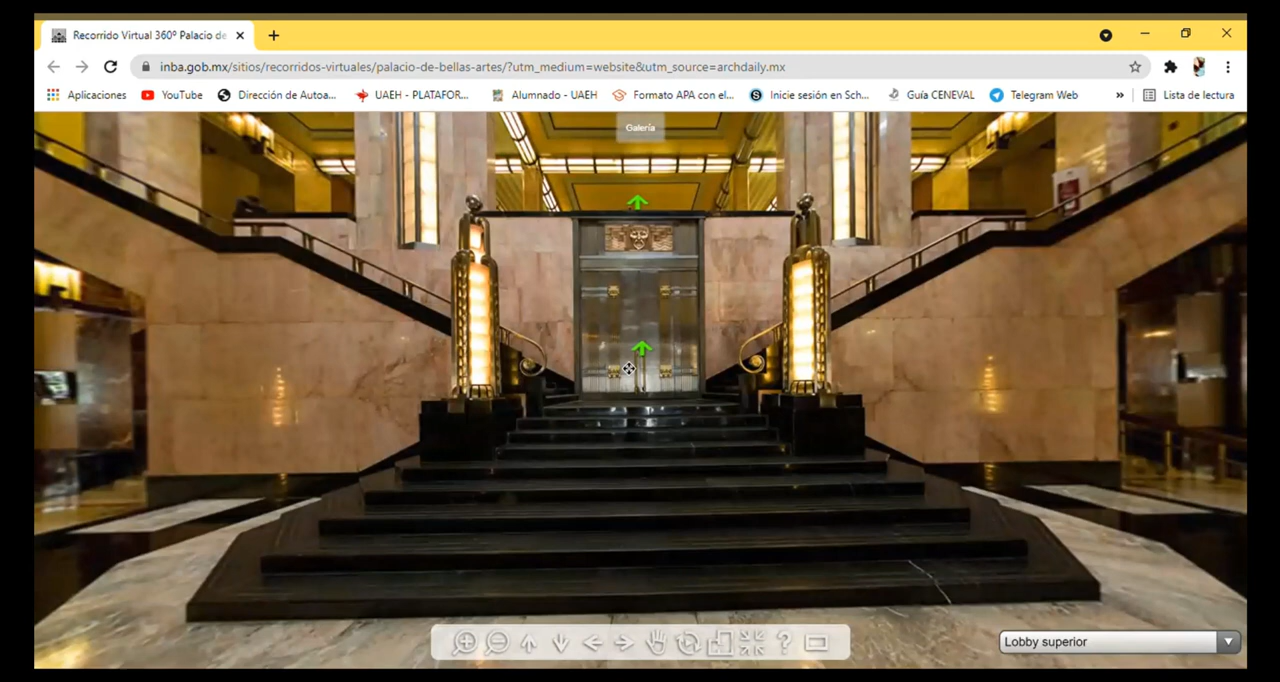 Recorrido Virtual 360º Palacio de
inba.gob.mx/sitios/recorridos-virtuales/palacio-de-bellas-artes/?utm_medium=website&utm_source=archdaily.mx
Aplicaciones YouTube Dirección de Autoa... UAEH - PLATAFOR... Alumnado - UAEH Formato APA con el... Inicie sesión en Sch... Guía CENEVAL Telegram Web » Lista de lectura
Galería
Lobby superior